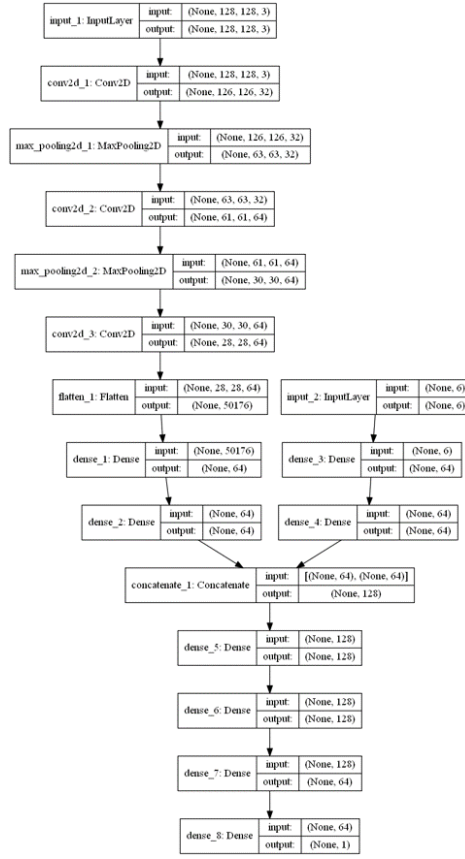 input_1: InputLayer
input: (None, 128, 128, 3)
output: (None, 128, 128, 3)
conv2d_1: Conv2D
input: (None, 128, 128, 3)
output: (None, 126, 126, 32)
max_pooling2d_1: MaxPooling2D
input: (None, 126, 126, 32)
output: (None, 63, 63, 32)
conv2d_2: Conv2D
input: (None, 63, 63, 32)
output: (None, 61, 61, 64)
max_pooling2d_2: MaxPooling2D
input: (None, 61, 61, 64)
output: (None, 30, 30, 64)
conv2d_3: Conv2D
input: (None, 30, 30, 64)
output: (None, 28, 28, 64)
flatten_1: Flatten
input: (None, 28, 28, 64)
output: (None, 50176)
input_2: InputLayer
input: (None, 6)
output: (None, 6)
dense_1: Dense
input: (None, 50176)
output: (None, 64)
dense_3: Dense
input: (None, 6)
output: (None, 64)
dense_2: Dense
input: (None, 64)
output: (None, 64)
dense_4: Dense
input: (None, 64)
output: (None, 64)
concatenate_1: Concatenate
input: [(None, 64), (None, 64)]
output: (None, 128)
dense_5: Dense
input: (None, 128)
output: (None, 128)
dense_6: Dense
input: (None, 128)
output: (None, 128)
dense_7: Dense
input: (None, 128)
output: (None, 64)
dense_8: Dense
input: (None, 64)
output: (None, 1)